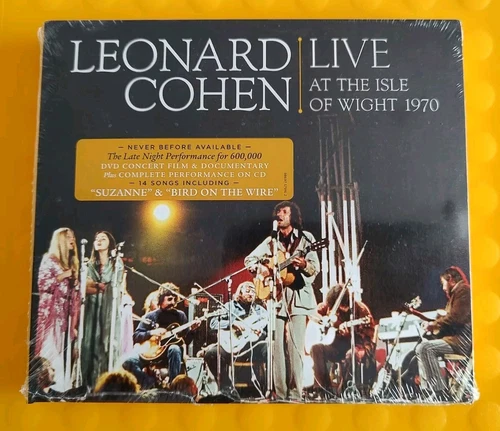 LEONARD
COHEN
LIVE
AT THE ISLE
OF WIGHT 1970
— NEVER BEFORE AVAILABLE —
The Late Night Performance for 600,000
DVD CONCERT FILM & DOCUMENTARY
Plus COMPLETE PERFORMANCE ON CD
— 14 SONGS INCLUDING —
"SUZANNE" & "BIRD ON THE WIRE"